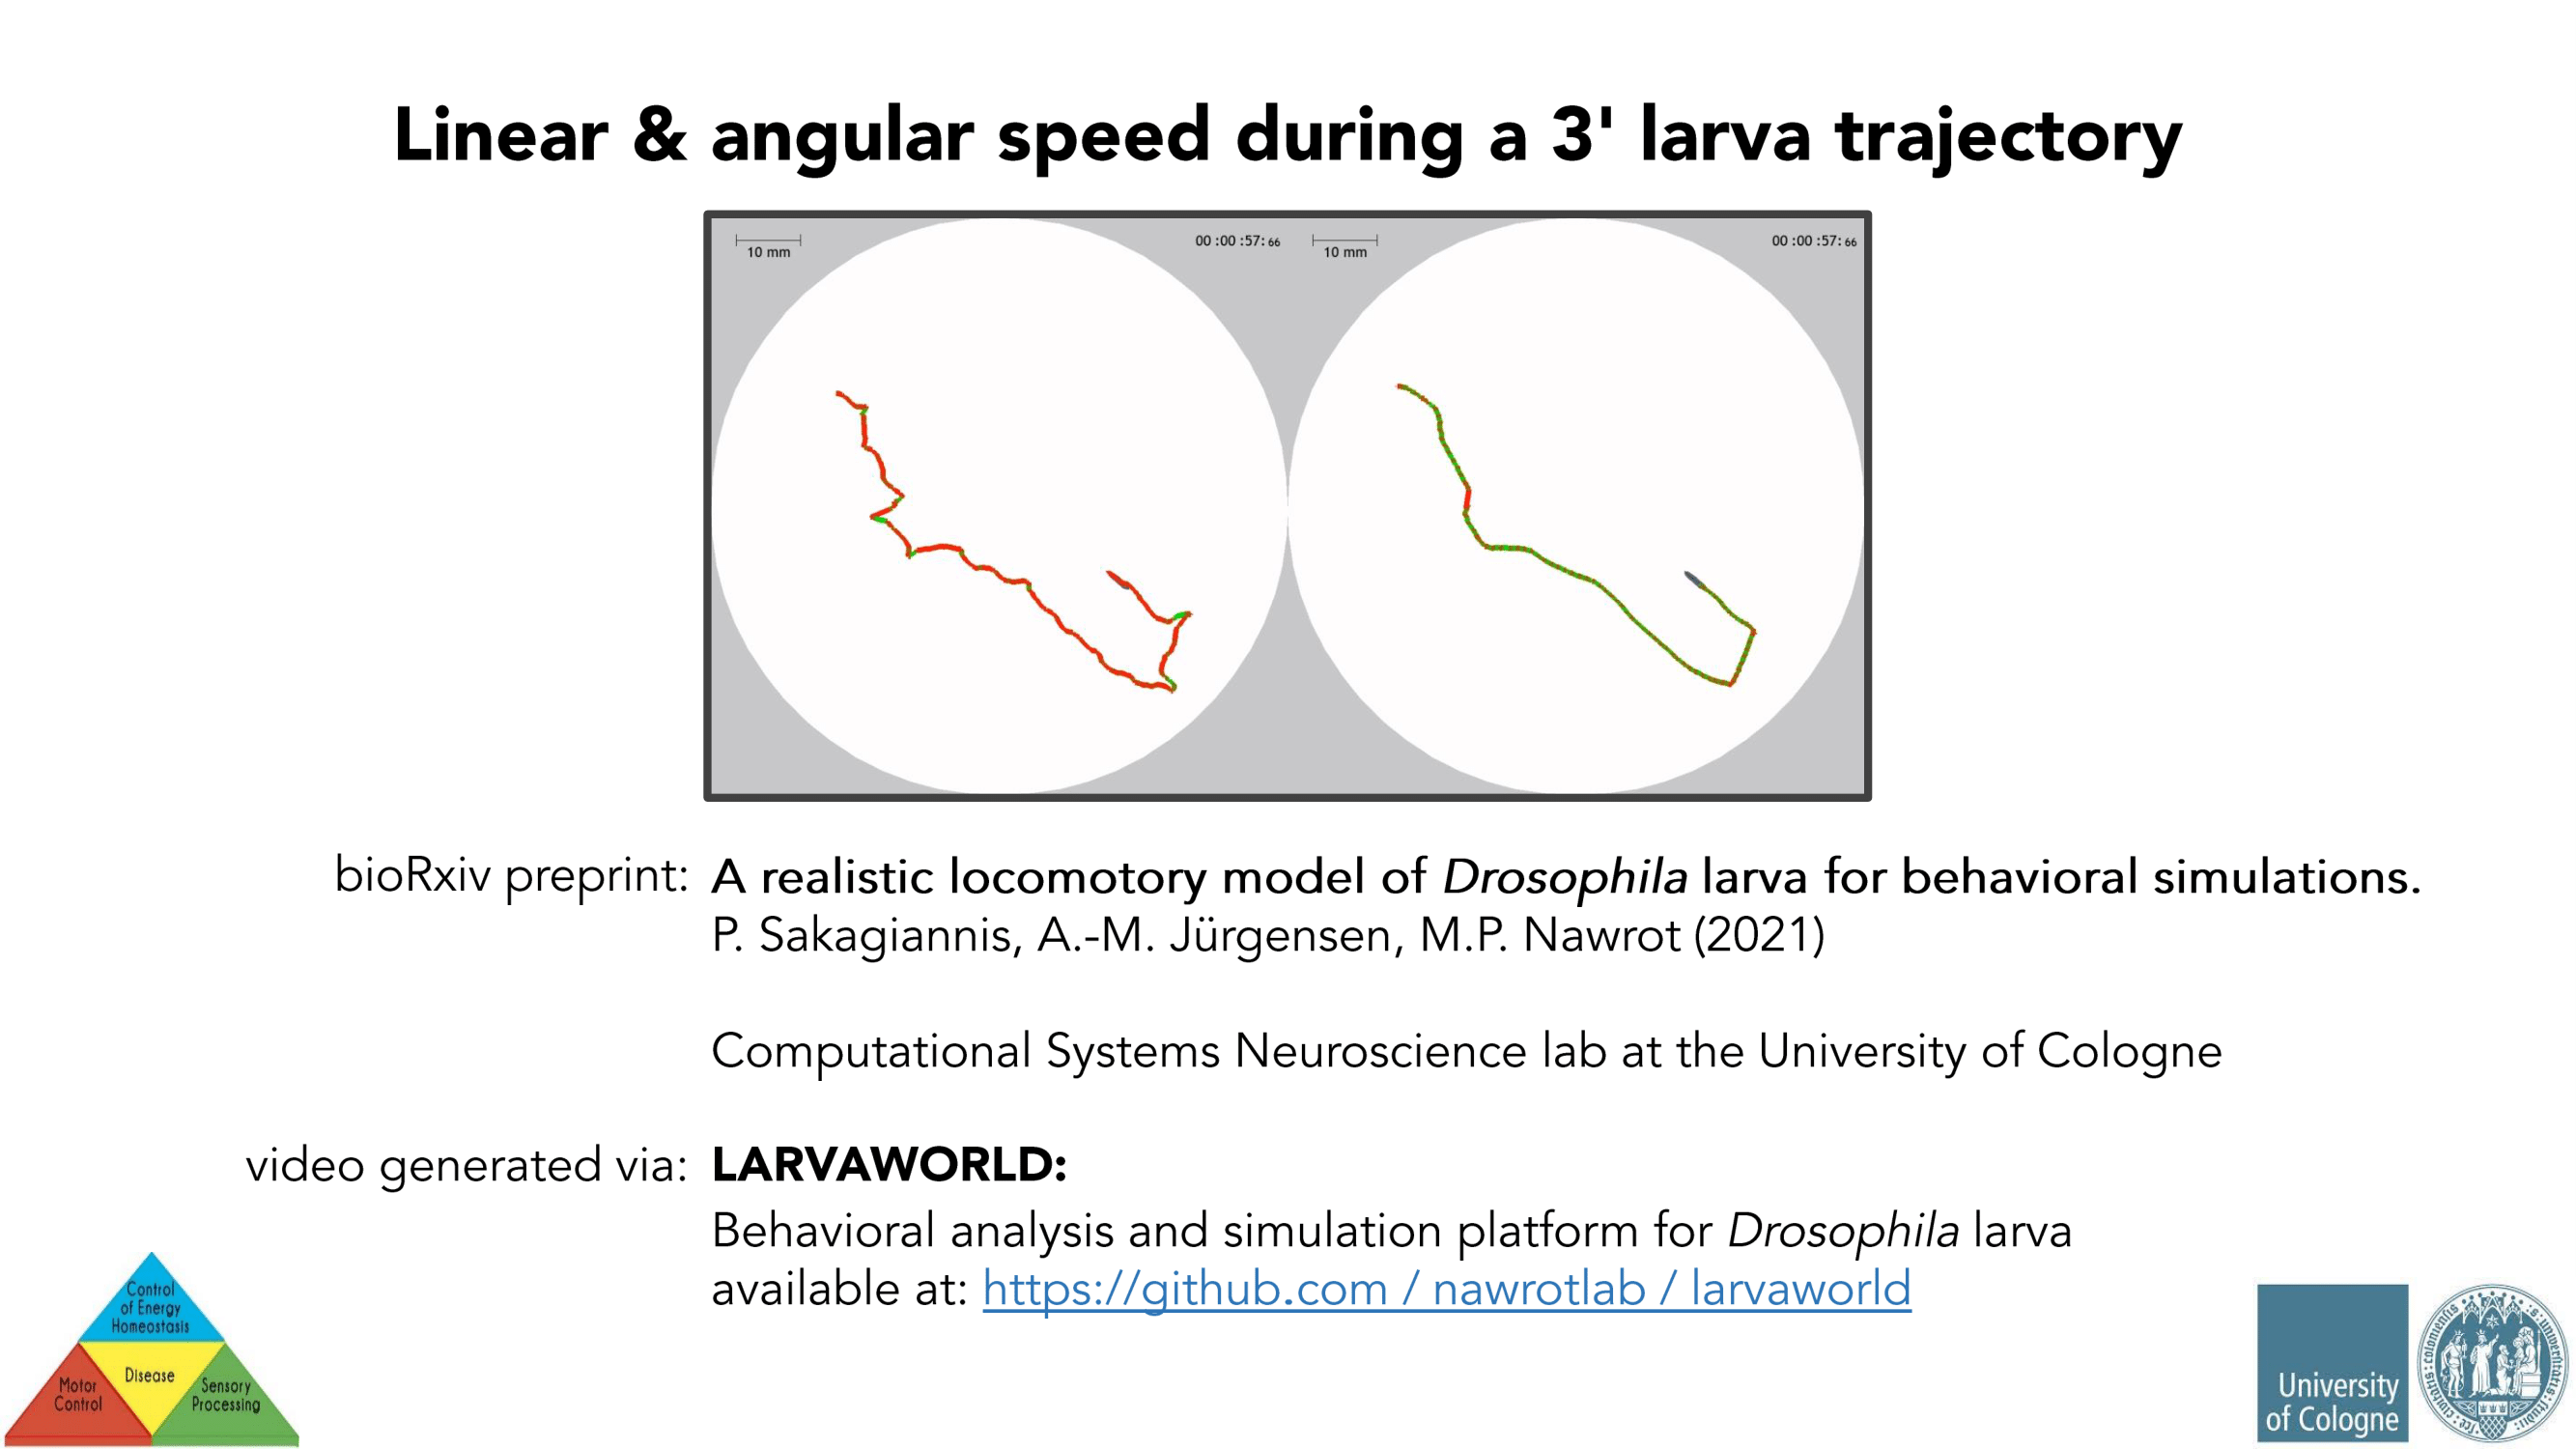 Linear & angular speed during a 3' larva trajectory
10 mm
00 :00 :57: 66
10 mm
00 :00 :57: 66
bioRxiv preprint: A realistic locomotory model of Drosophila larva for behavioral simulations.
P. Sakagiannis, A.-M. Jürgensen, M.P. Nawrot (2021)
Computational Systems Neuroscience lab at the University of Cologne
video generated via: LARVAWORLD:
Behavioral analysis and simulation platform for Drosophila larva
available at: https://github.com / nawrotlab / larvaworld
Control
of Energy
Homeostasis
Disease
Motor
Control
Sensory
Processing
University
of Cologne